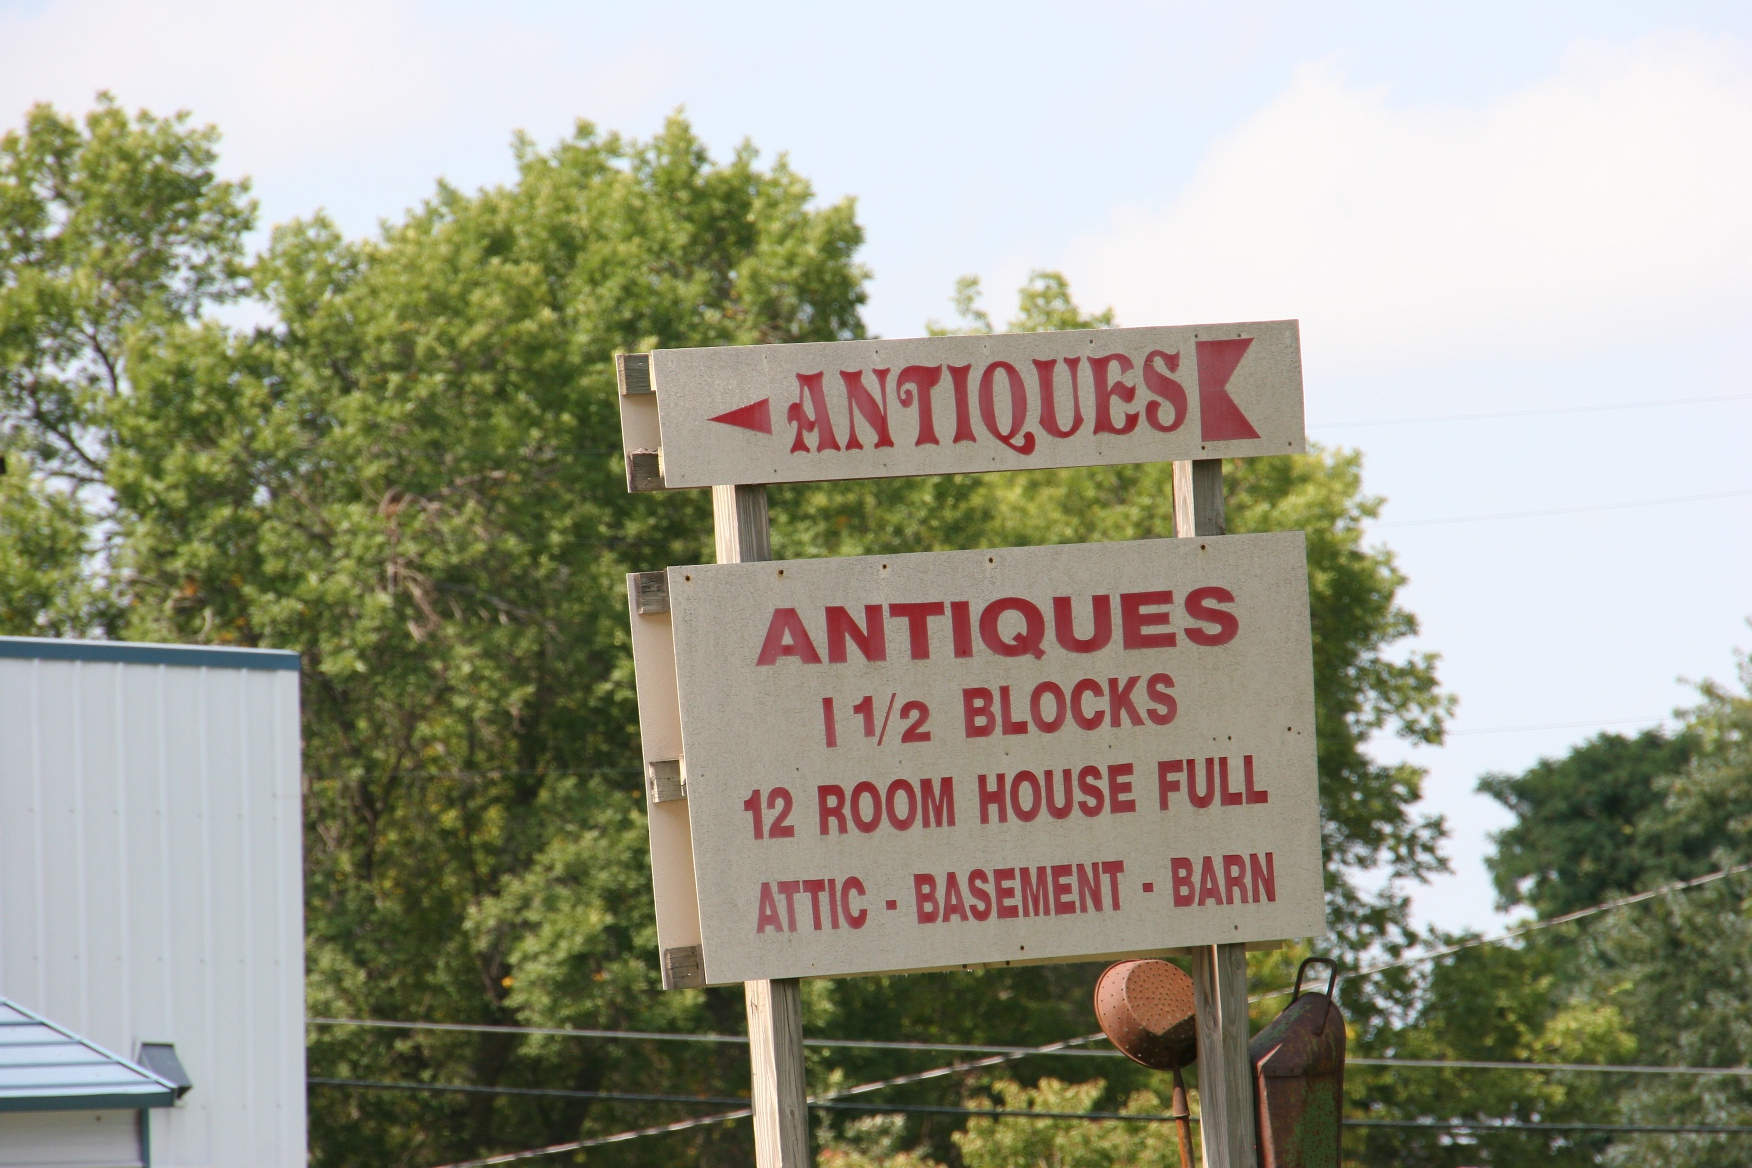 ANTIQUES
ANTIQUES
1 1/2 BLOCKS
12 ROOM HOUSE FULL
ATTIC - BASEMENT - BARN